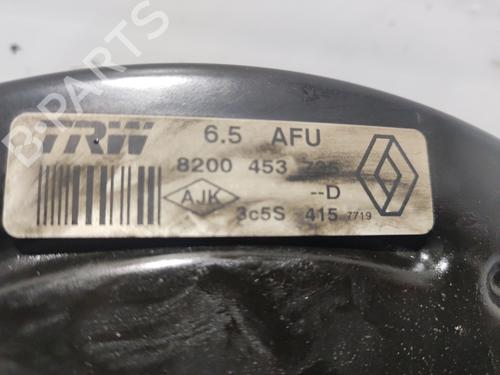 B-PARTS
TRW 6.5 AFU
8200 453
--D
AJK 3c5S 415 7719